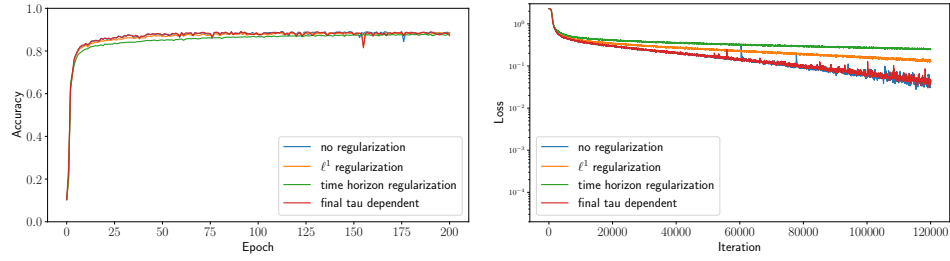 1.0
0.8
0.6
0.4
0.2
0.0
Accuracy
0
25
50
75
100
125
150
175
200
Epoch
no regularization
ℓ¹ regularization
time horizon regularization
final tau dependent
10⁰
10⁻¹
10⁻²
10⁻³
10⁻⁴
Loss
0
20000
40000
60000
80000
100000
120000
Iteration
no regularization
ℓ¹ regularization
time horizon regularization
final tau dependent